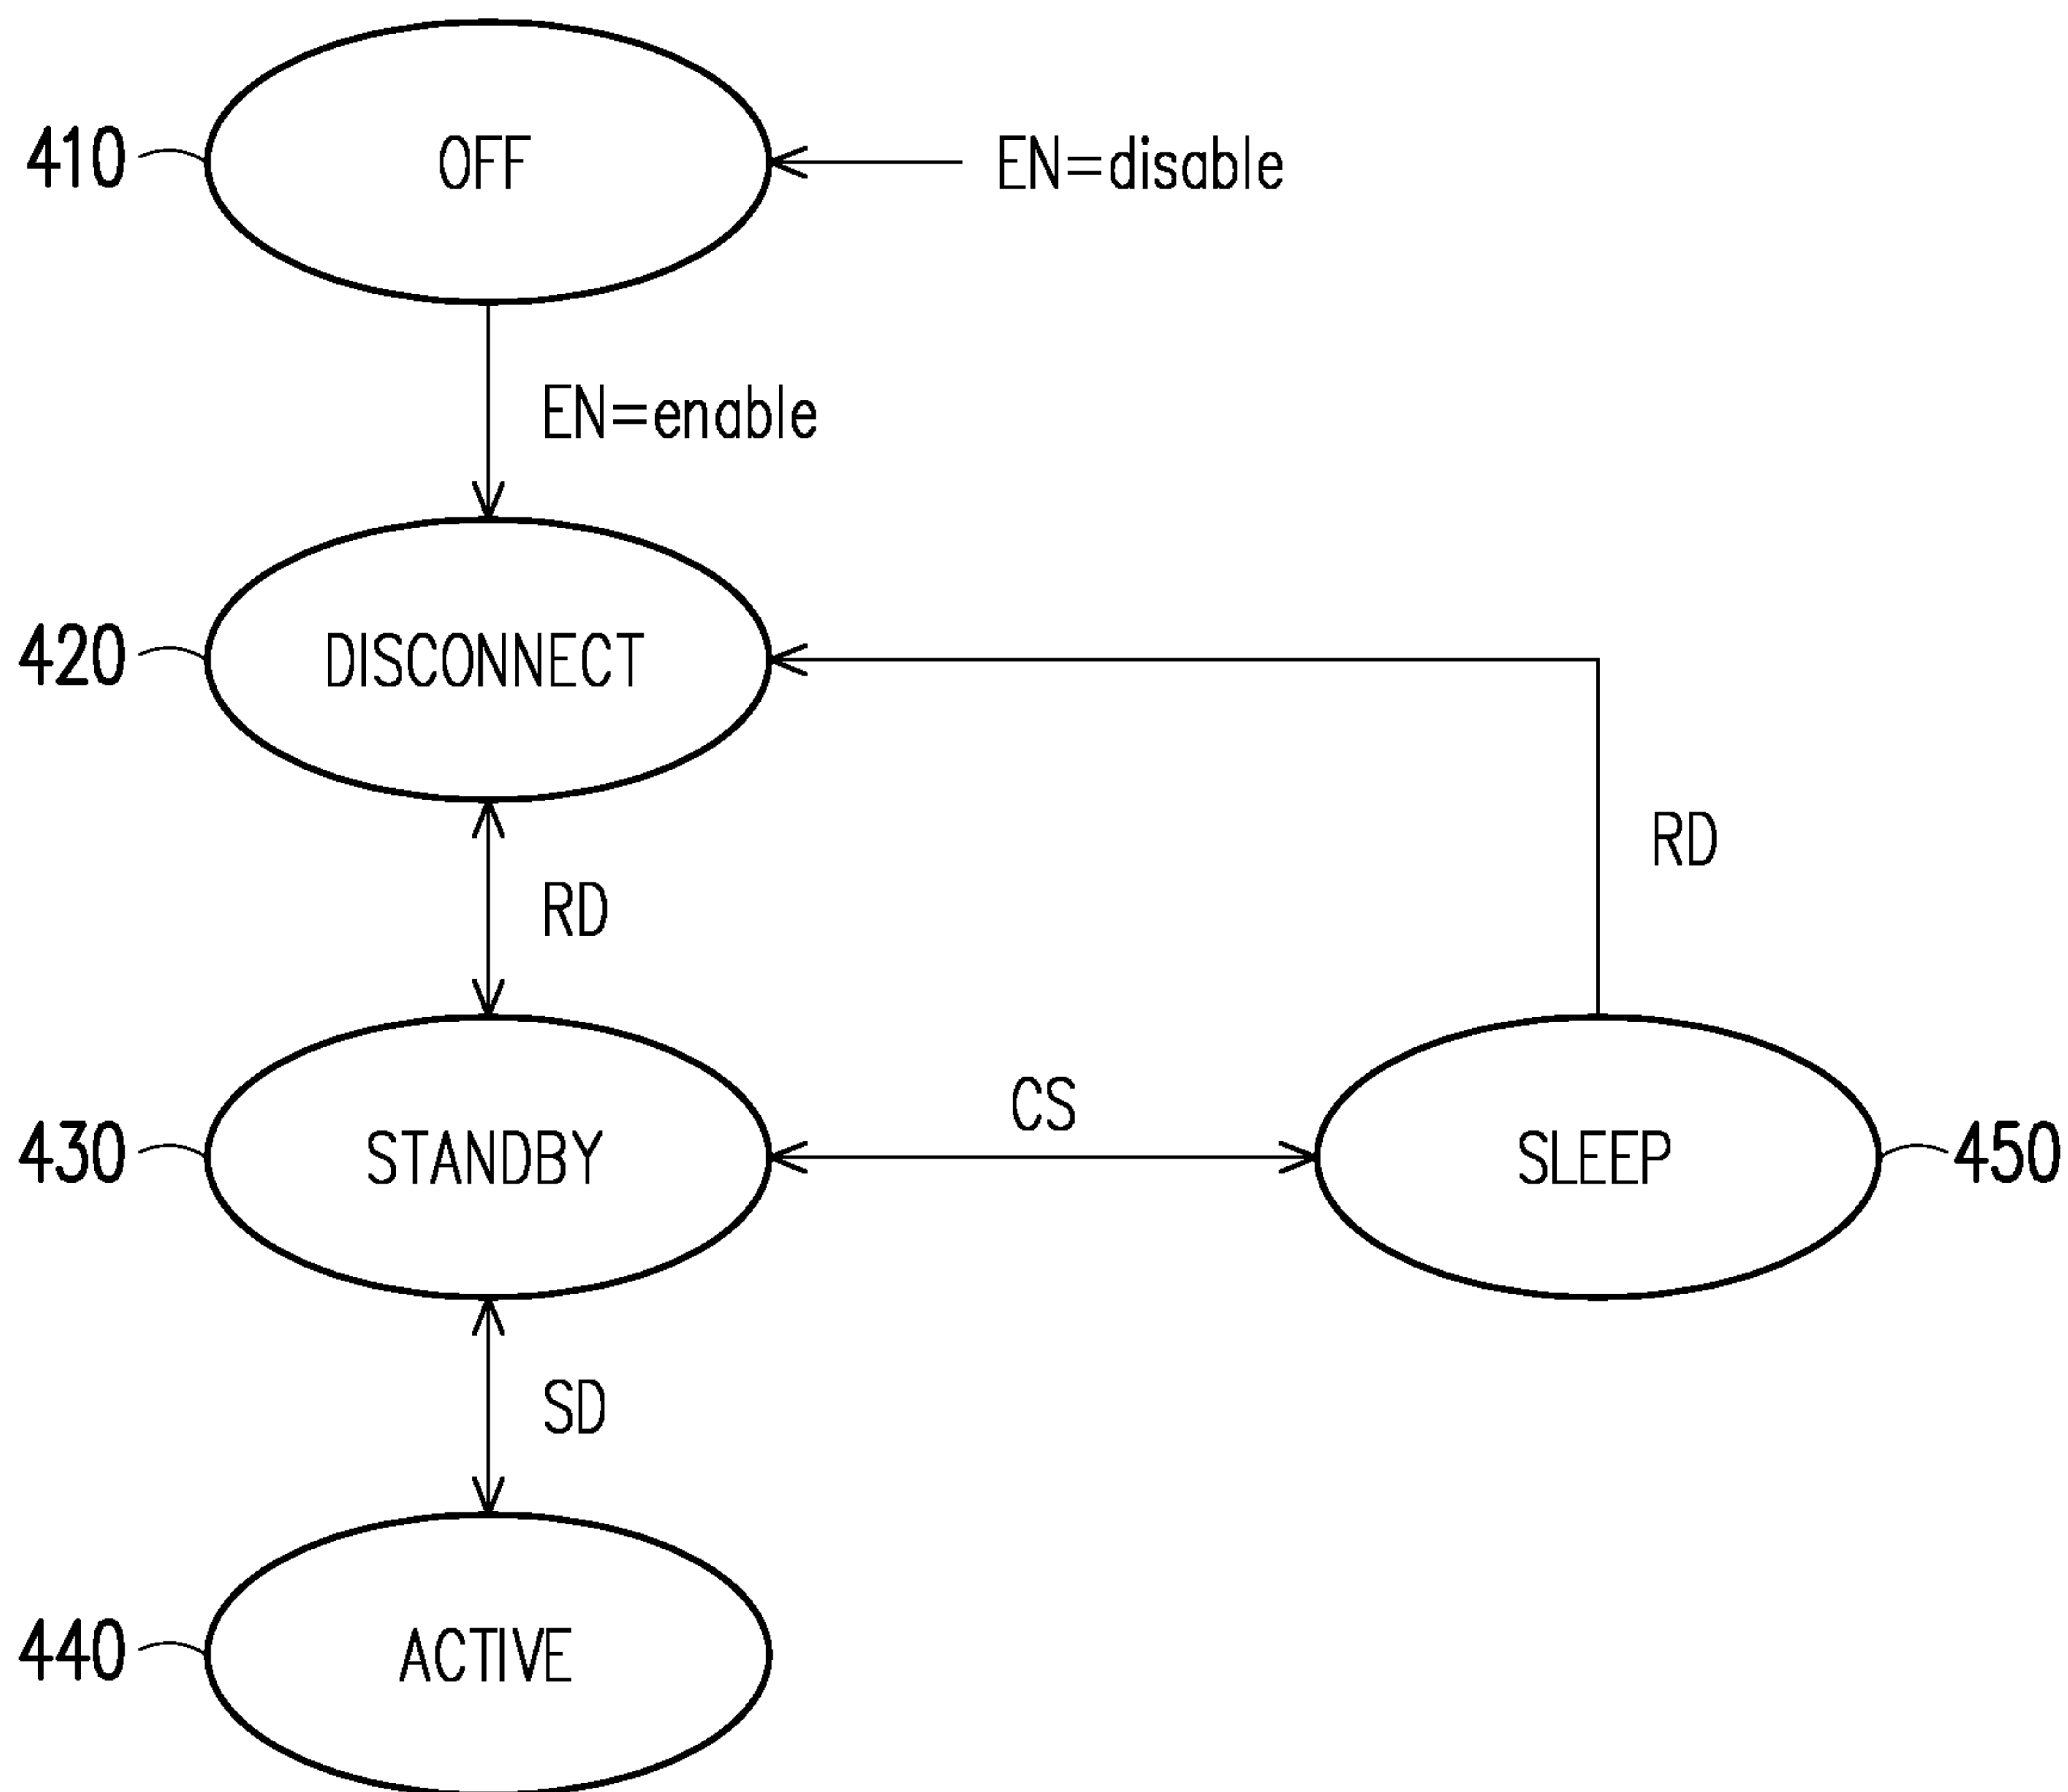 410
OFF
EN=disable
EN=enable
420
DISCONNECT
RD
RD
CS
430
STANDBY
SLEEP
450
SD
440
ACTIVE